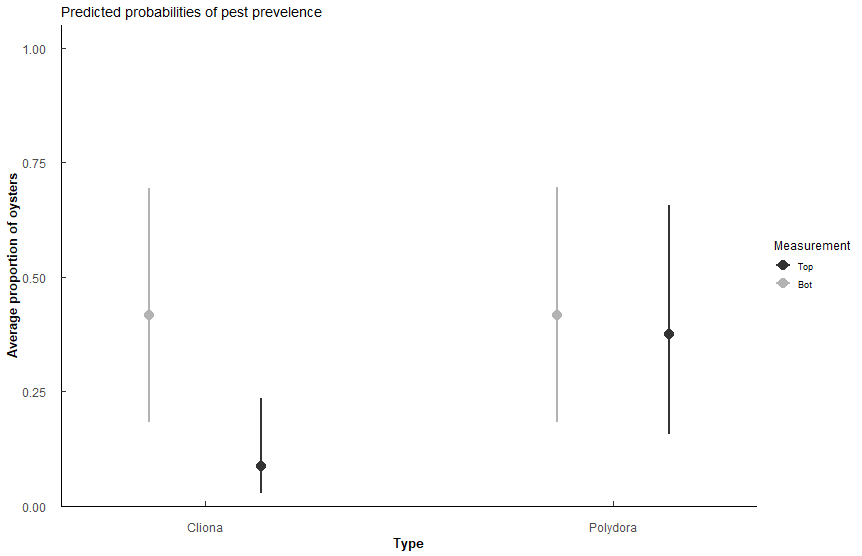 Predicted probabilities of pest prevelence
1.00
0.75
0.50
0.25
0.00
Average proportion of oysters
Cliona
Polydora
Type
Measurement
Top
Bot